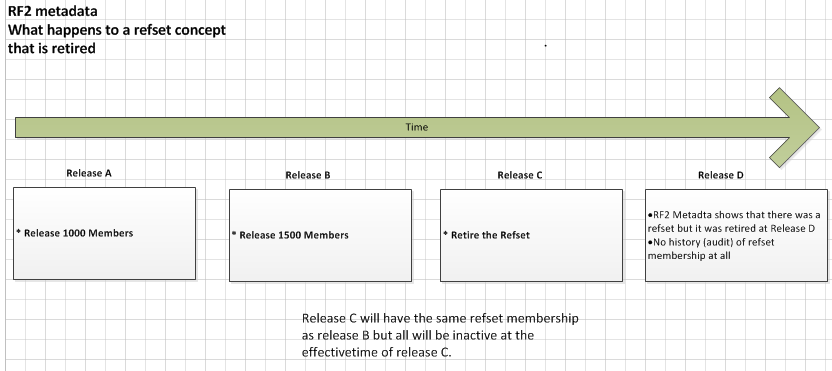 RF2 metadata
What happens to a refset concept
that is retired
Time
Release A
Release B
Release C
Release D
* Release 1000 Members
* Release 1500 Members
* Retire the Refset
•RF2 Metadta shows that there was a
refset but it was retired at Release D
•No history (audit) of refset
membership at all
Release C will have the same refset membership
as release B but all will be inactive at the
effectivetime of release C.